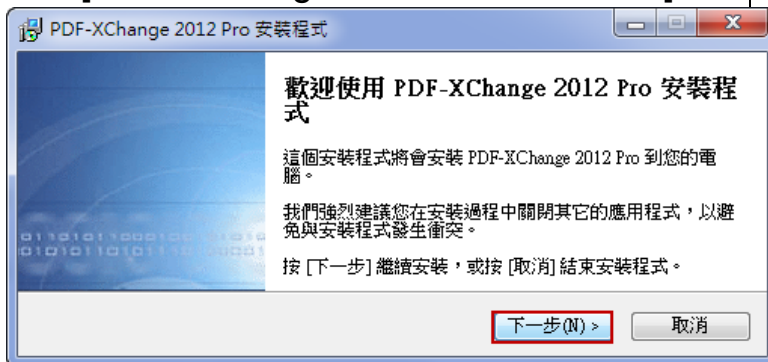 PDF-XChange 2012 Pro 安裝程式
歡迎使用 PDF-XChange 2012 Pro 安裝程
式
這個安裝程式將會安裝 PDF-XChange 2012 Pro 到您的電
腦。
我們強烈建議您在安裝過程中關閉其它的應用程式，以避
免與安裝程式發生衝突。
按 [下一步] 繼續安裝，或按 [取消] 結束安裝程式。
下一步(N) >
取消